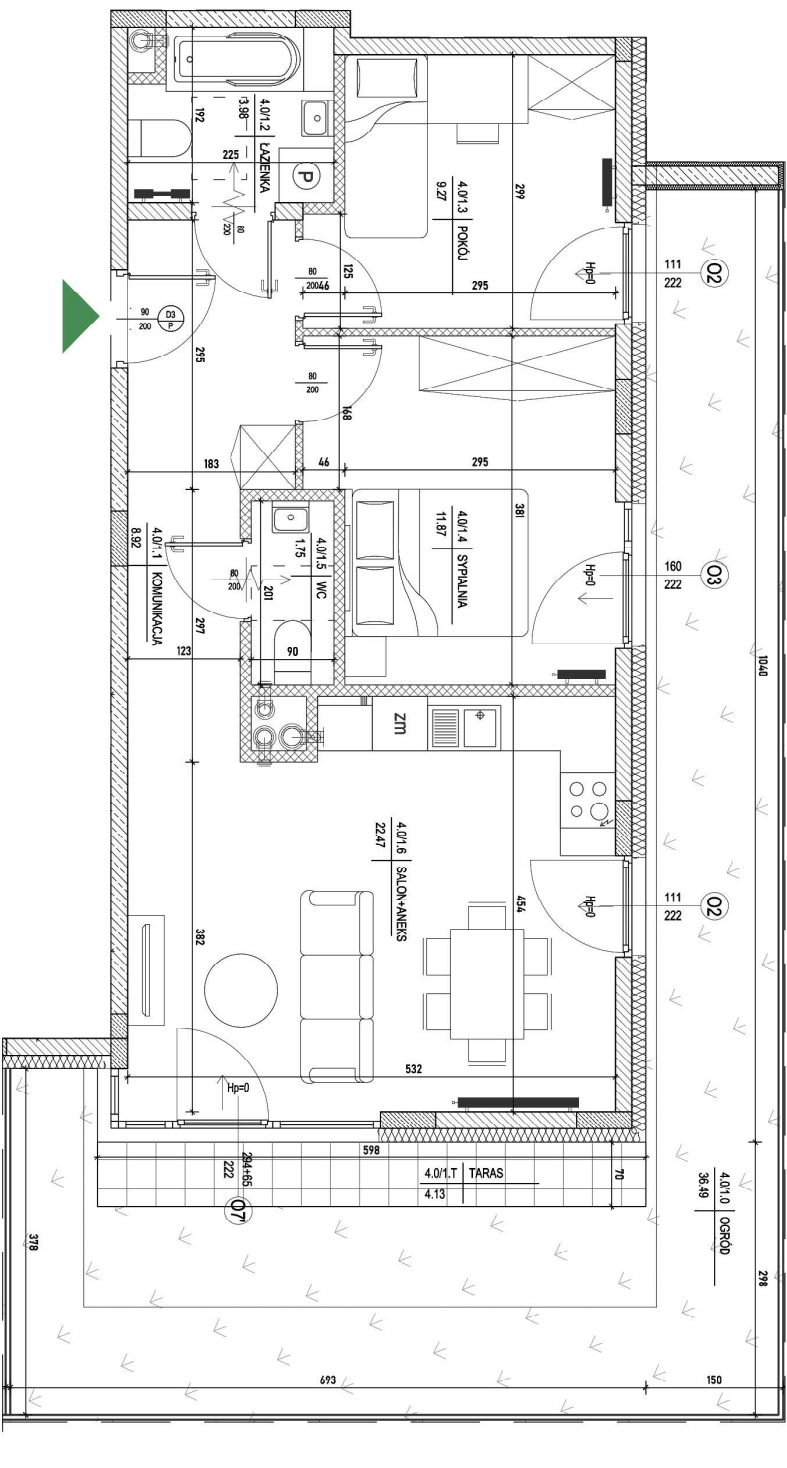 192
4.0/1.2 ŁAZIENKA
3.98
225
P
80
200
4.0/1.3 POKÓJ
9.27
299
Hp=0
111
222
O2
80
200
46
125
295
90
200
D3
P
295
80
200
168
183
46
295
381
4.0/1.4 SYPIALNIA
11.87
Hp=0
160
222
O3
4.0/1.1 KOMUNIKACJA
8.92
4.0/1.5 WC
1.75
80
200
201
297
123
90
1040
zm
4.0/1.6 SALON+ANEKS
22.47
454
Hp=0
111
222
O2
382
532
Hp=0
598
294+65
222
O7'
4.0/1.T TARAS
4.13
70
4.0/1.0 OGRÓD
36.49
378
298
693
150